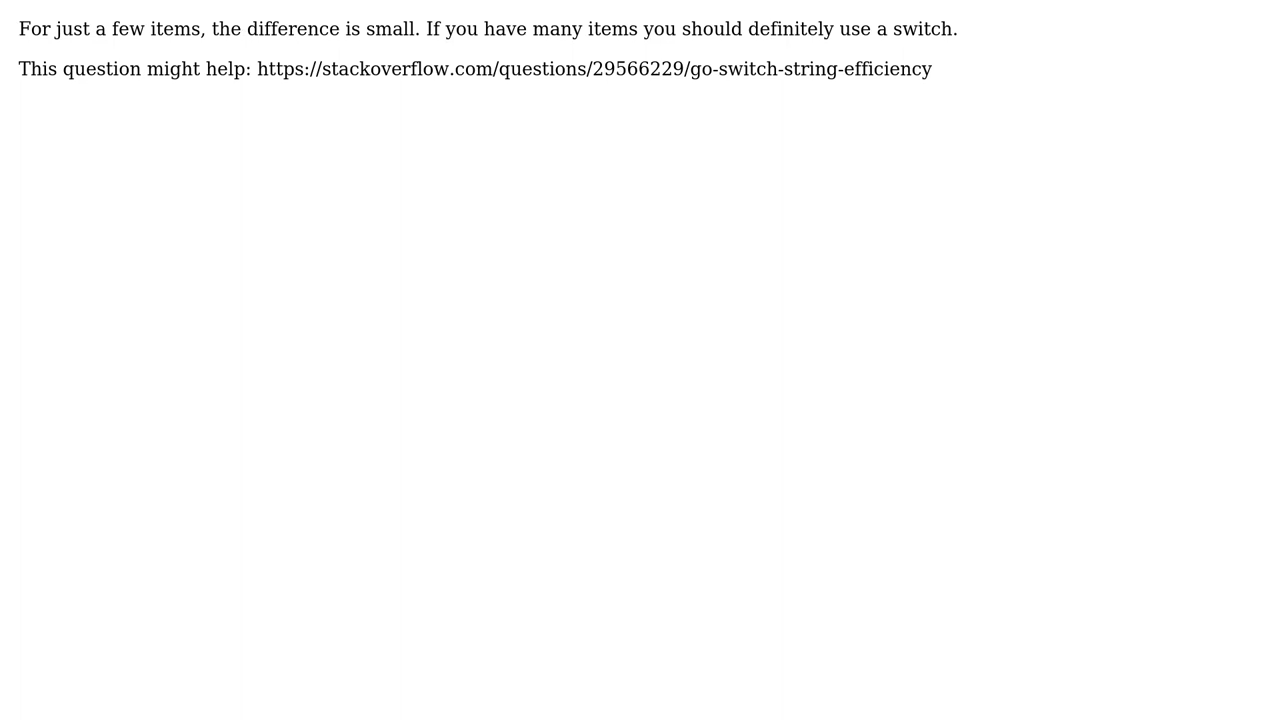 For just a few items, the difference is small. If you have many items you should definitely use a switch.
This question might help: https://stackoverflow.com/questions/29566229/go-switch-string-efficiency